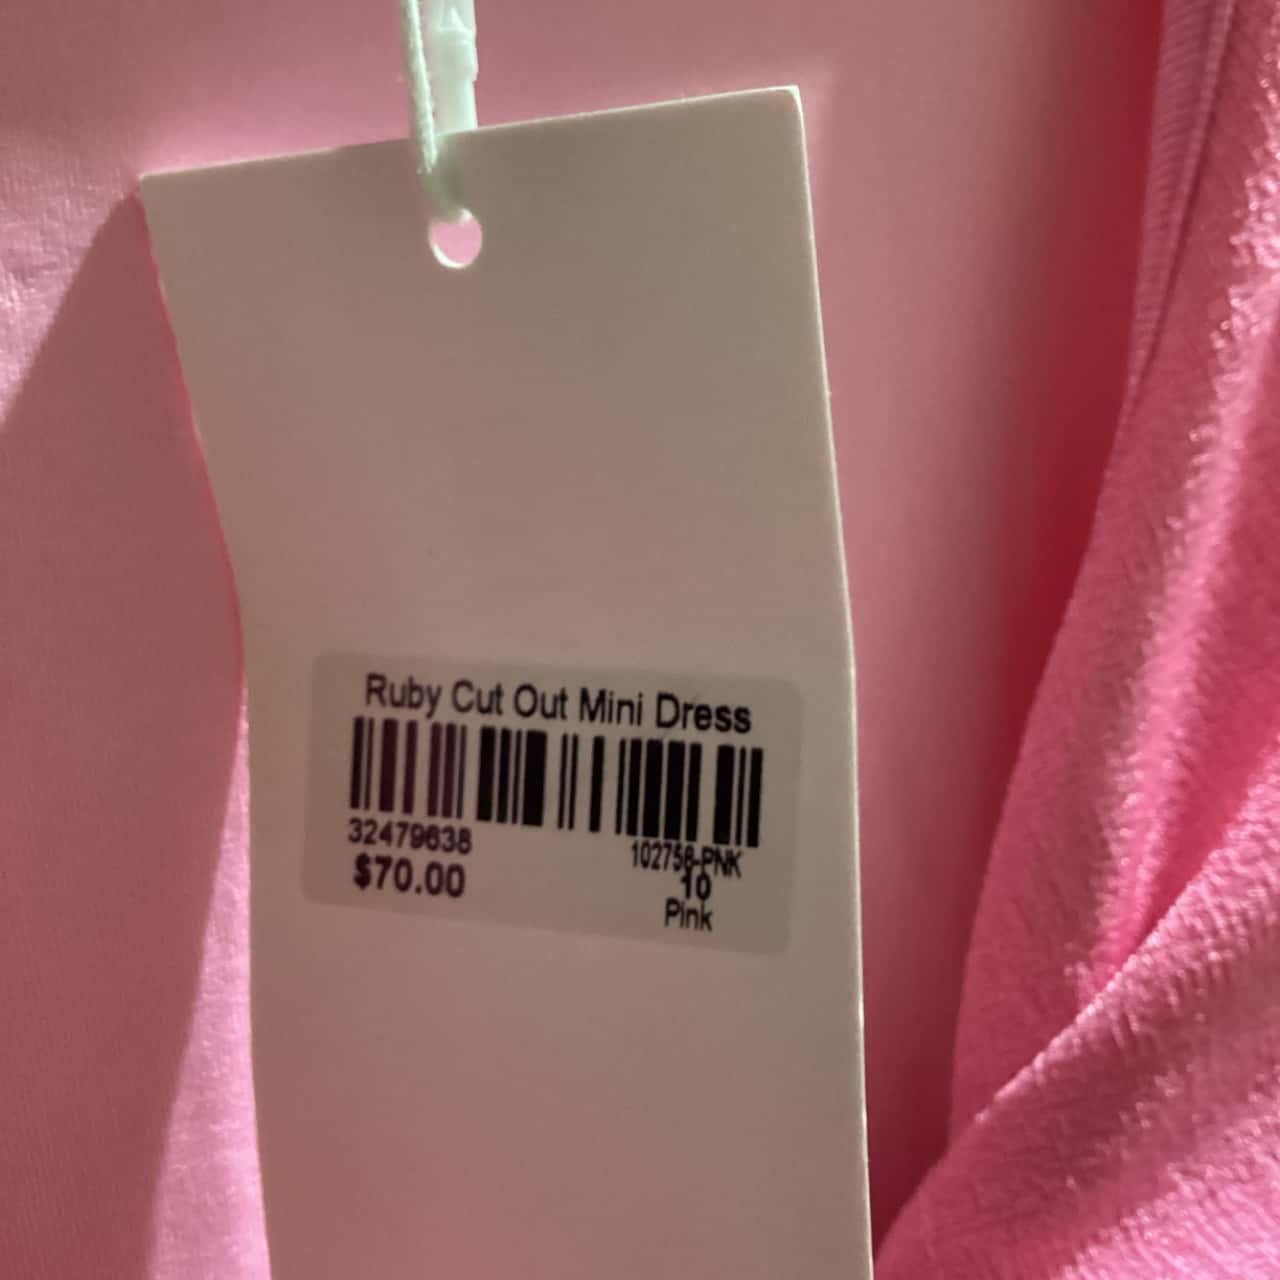 Ruby Cut Out Mini Dress
32479638
102756-PNK
$70.00
10
Pink